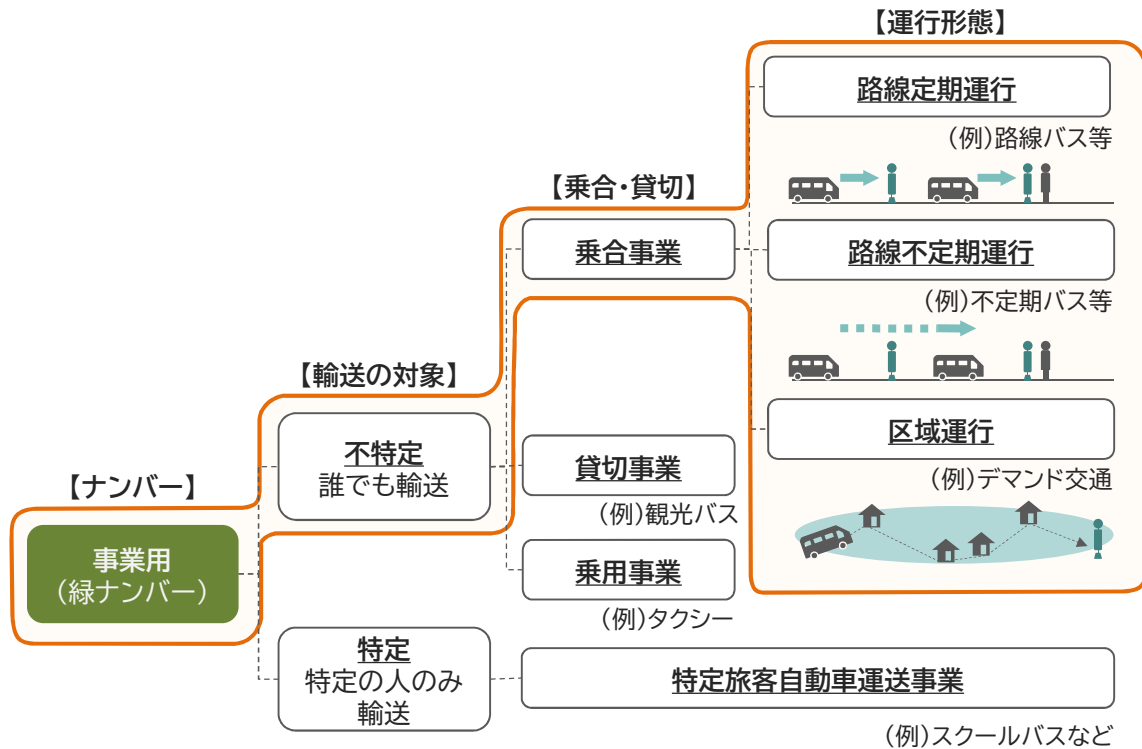 【運行形態】
路線定期運行
(例)路線バス等
【乗合・貸切】
乗合事業
路線不定期運行
(例)不定期バス等
【輸送の対象】
不特定
誰でも輸送
貸切事業
(例)観光バス
区域運行
(例)デマンド交通
【ナンバー】
事業用
(緑ナンバー)
乗用事業
(例)タクシー
特定
特定の人のみ
輸送
特定旅客自動車運送事業
(例)スクールバスなど